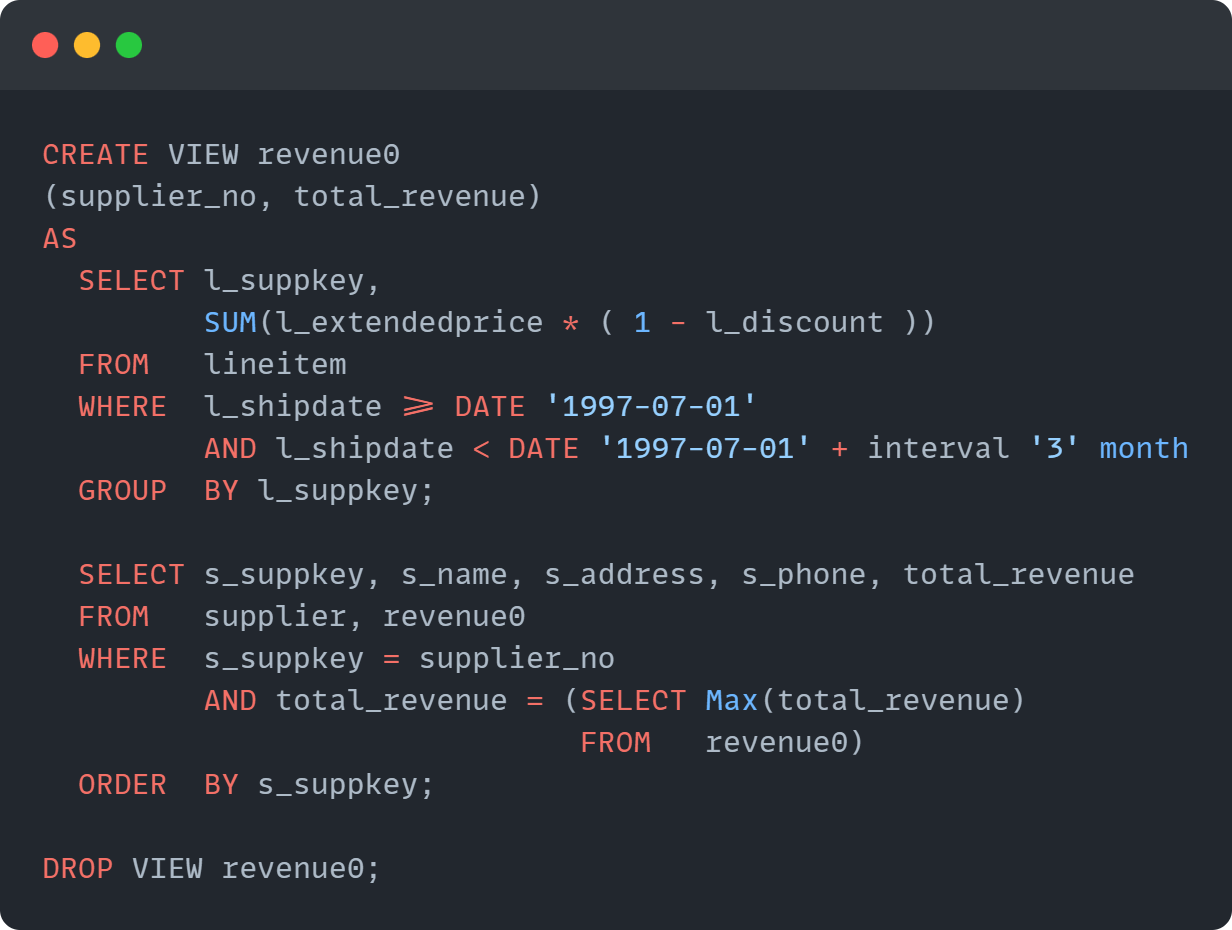 CREATE VIEW revenue0
(supplier_no, total_revenue)
AS
  SELECT l_suppkey,
         SUM(l_extendedprice * ( 1 - l_discount ))
  FROM   lineitem
  WHERE  l_shipdate >= DATE '1997-07-01'
         AND l_shipdate < DATE '1997-07-01' + interval '3' month
  GROUP  BY l_suppkey;

  SELECT s_suppkey, s_name, s_address, s_phone, total_revenue
  FROM   supplier, revenue0
  WHERE  s_suppkey = supplier_no
         AND total_revenue = (SELECT Max(total_revenue)
                              FROM   revenue0)
  ORDER  BY s_suppkey;

DROP VIEW revenue0;